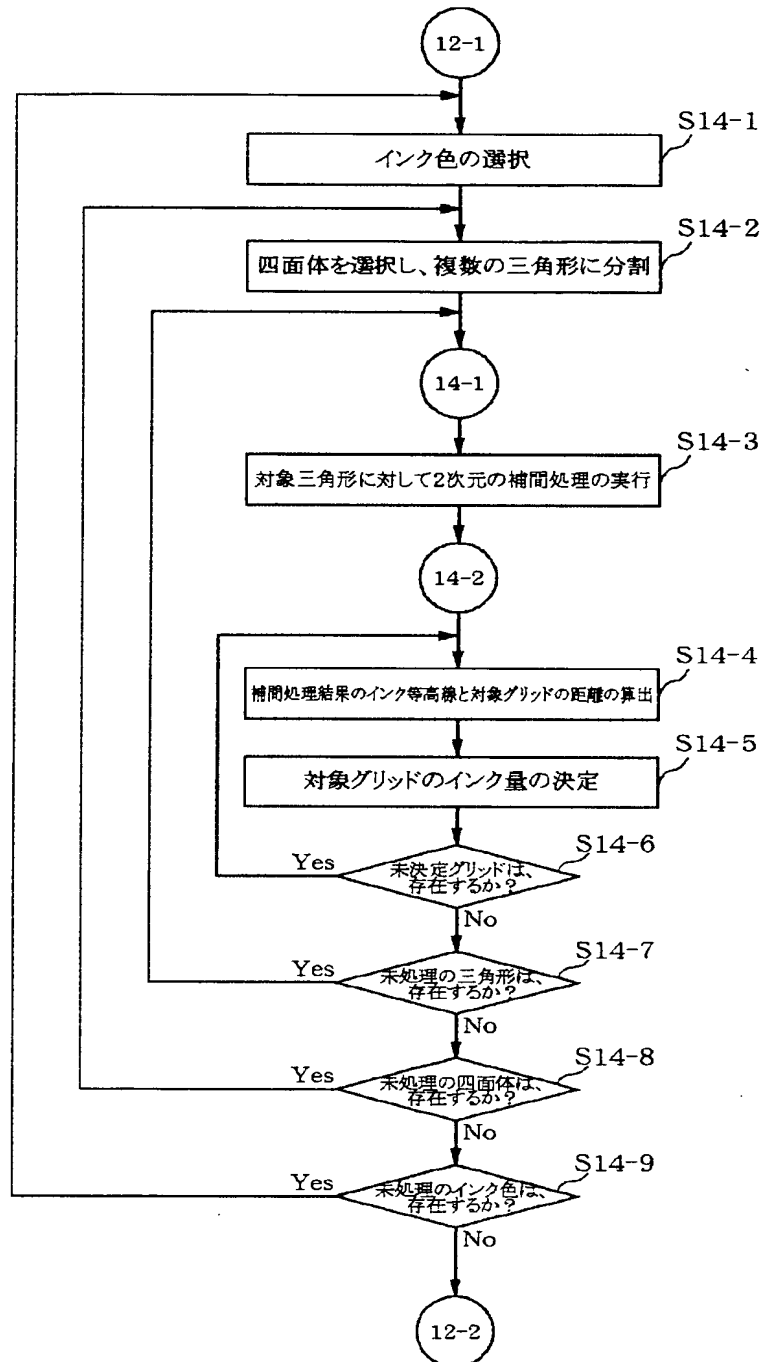 12-1
S14-1
インク色の選択
S14-2
四面体を選択し、複数の三角形に分割
14-1
S14-3
対象三角形に対して2次元の補間処理の実行
14-2
S14-4
補間処理結果のインク等高線と対象グリッドの距離の算出
S14-5
対象グリッドのインク量の決定
S14-6
Yes
未決定グリッドは、
存在するか?
No
S14-7
Yes
未処理の三角形は、
存在するか?
No
S14-8
Yes
未処理の四面体は、
存在するか?
No
S14-9
Yes
未処理のインク色は、
存在するか?
No
12-2